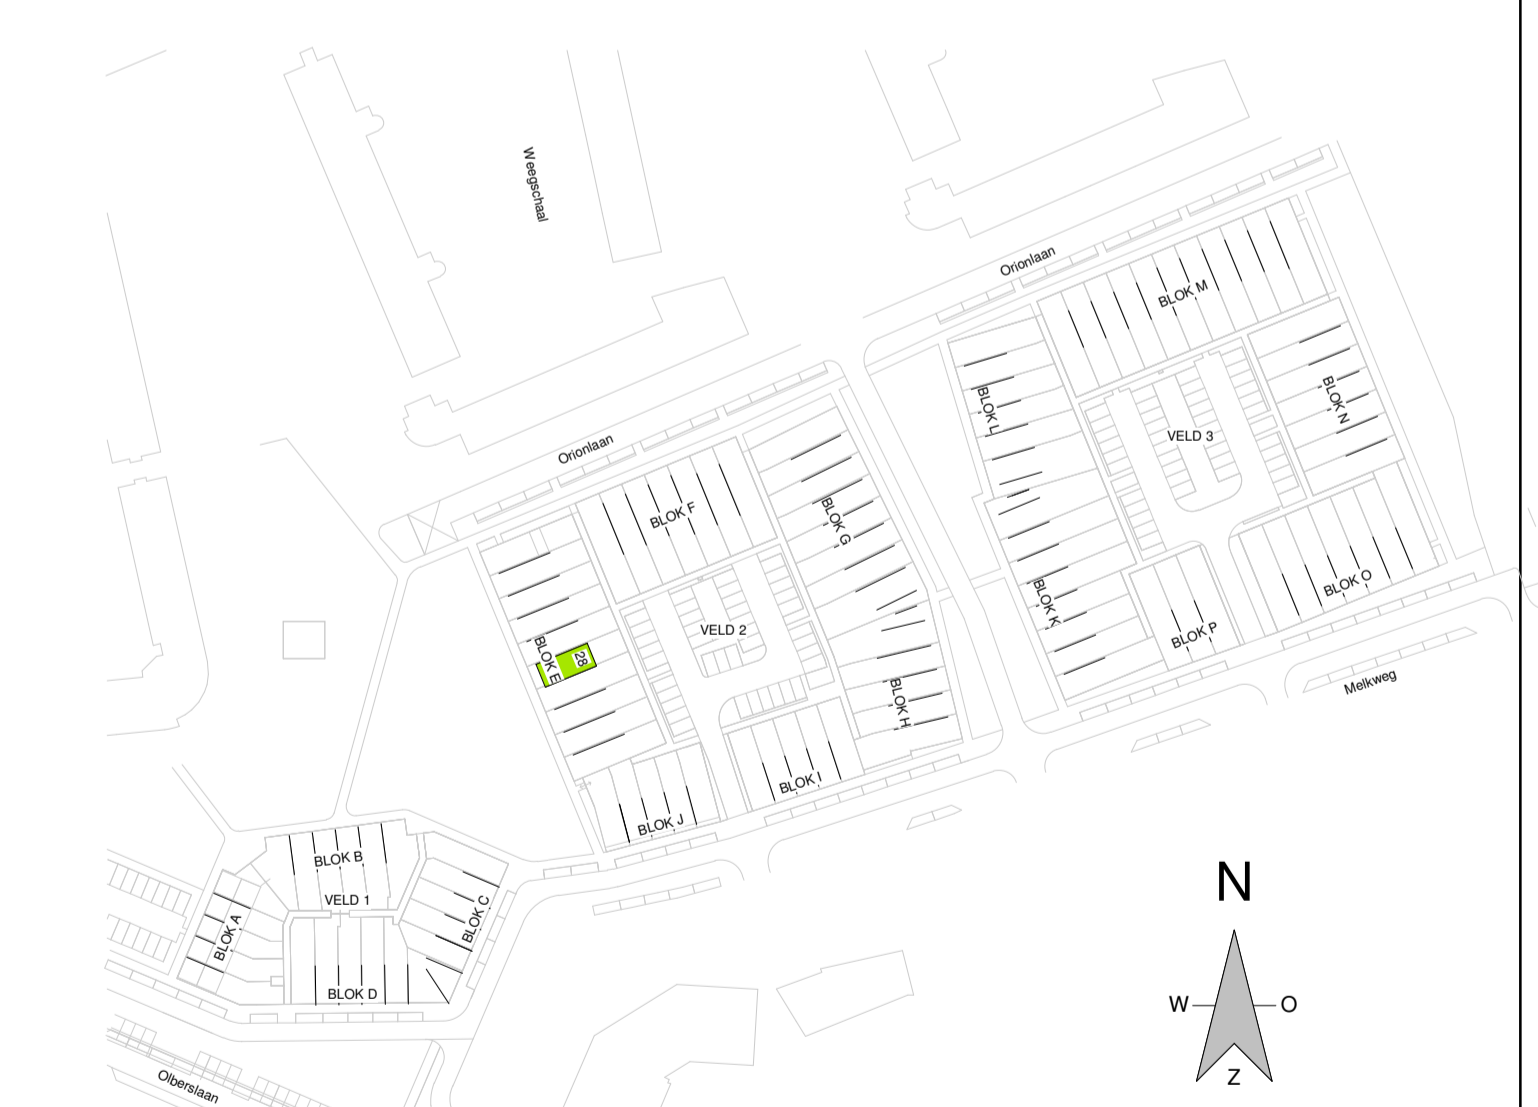 Weegschaal
Orionlaan
BLOK M
BLOK L
BLOK N
VELD 3
Orionlaan
BLOK F
BLOK G
BLOK K
BLOK O
BLOK P
VELD 2
BLOK E
28
BLOK H
Melkweg
BLOK I
BLOK J
BLOK B
VELD 1
BLOK A
BLOK C
BLOK D
Olberslaan
N
W
O
Z